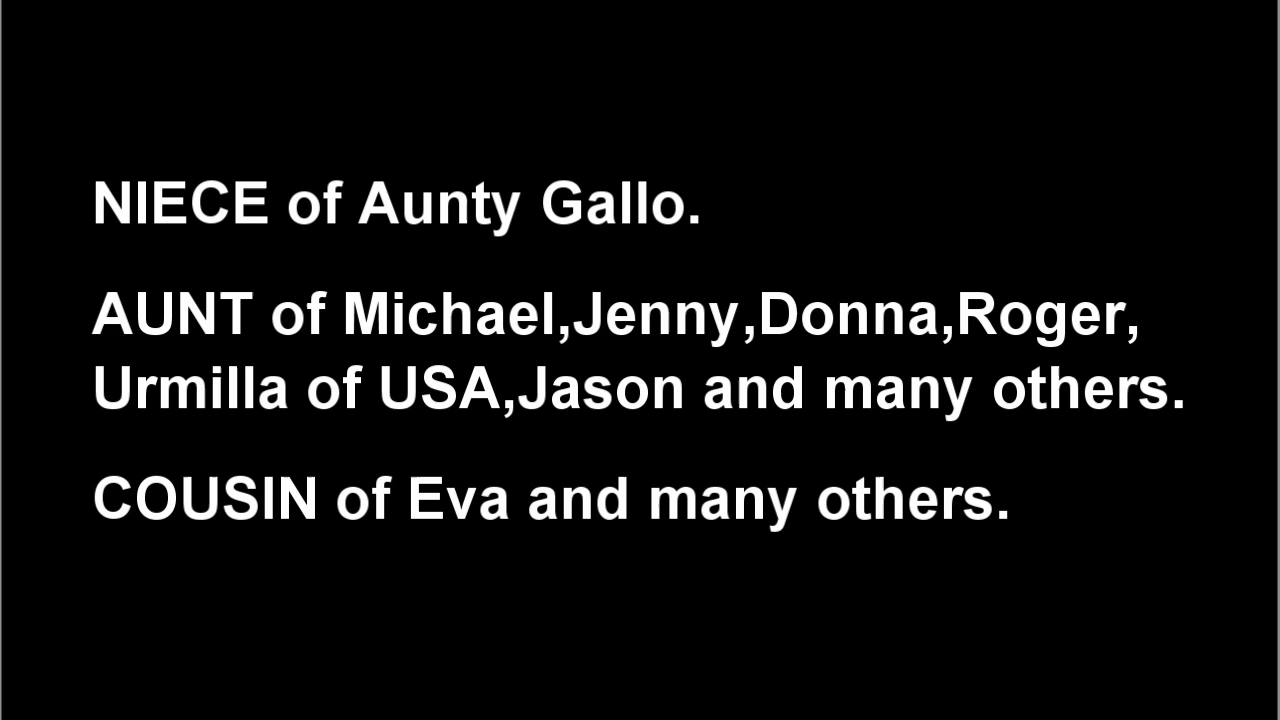 NIECE of Aunty Gallo.
AUNT of Michael,Jenny,Donna,Roger,
Urmilla of USA,Jason and many others.
COUSIN of Eva and many others.